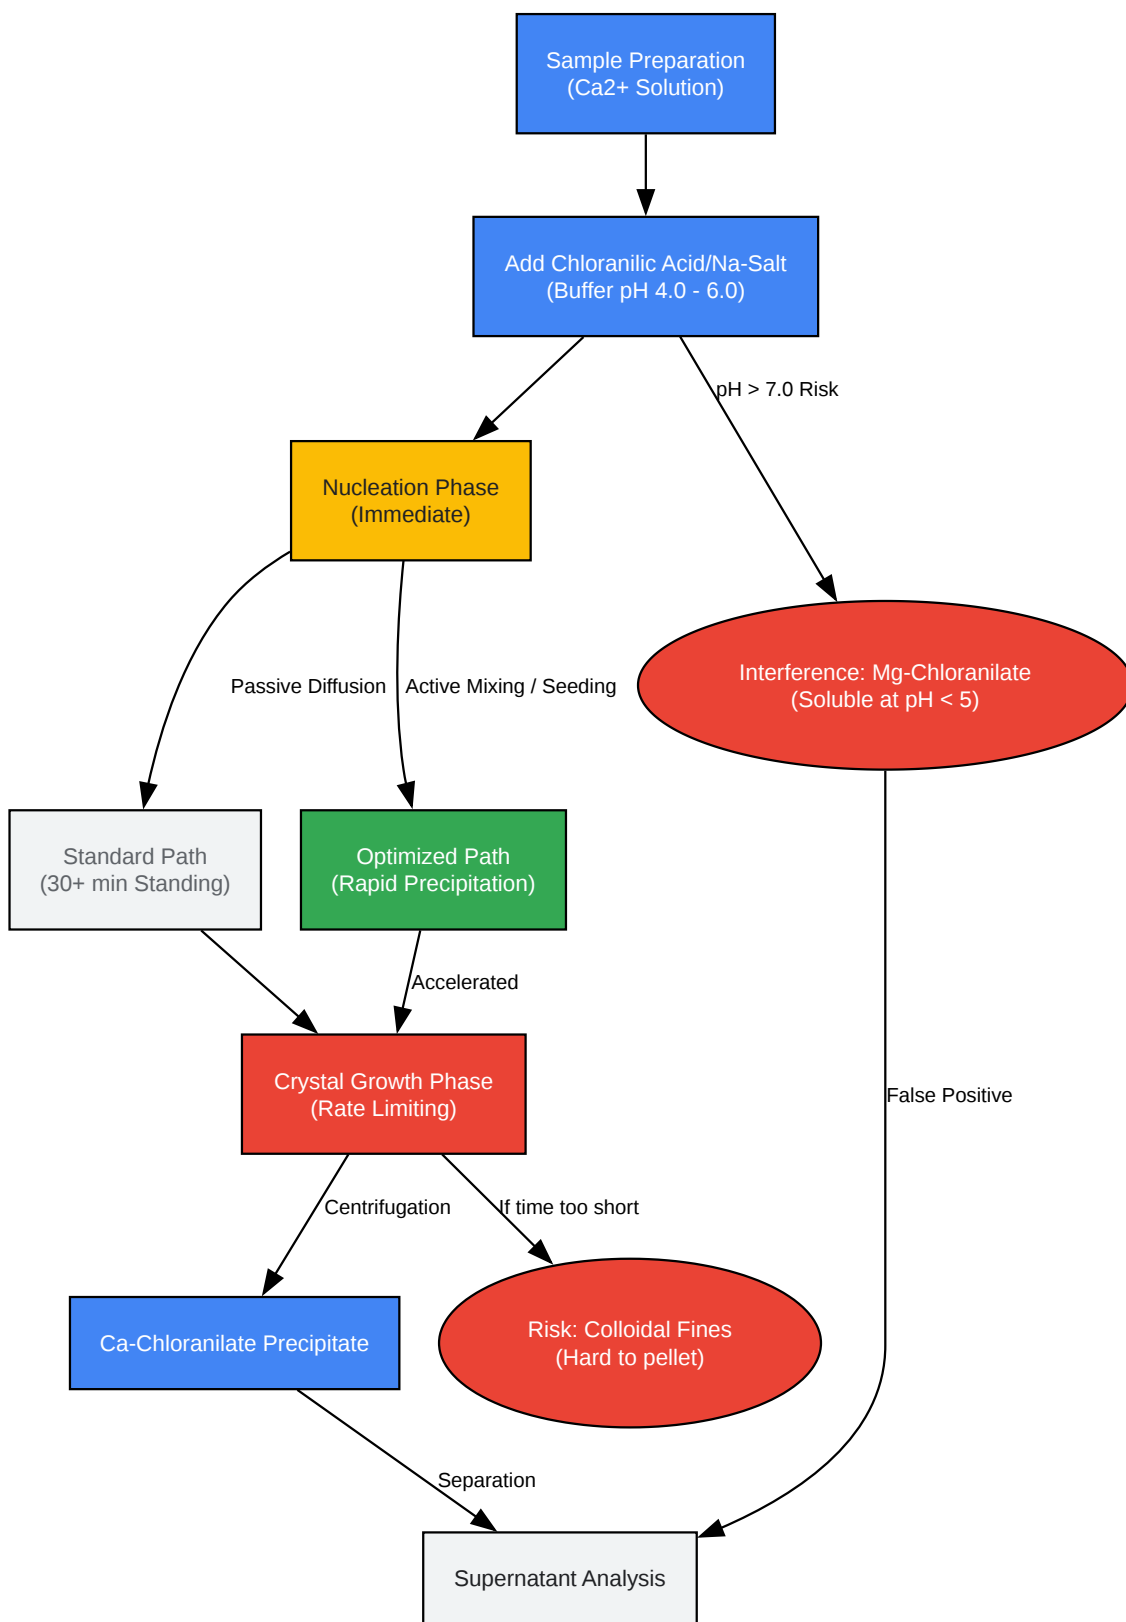 Sample Preparation
(Ca2+ Solution)
Add Chloranilic Acid/Na-Salt
(Buffer pH 4.0 - 6.0)
pH > 7.0 Risk
Nucleation Phase
(Immediate)
Passive Diffusion
Active Mixing / Seeding
Interference: Mg-Chloranilate
(Soluble at pH < 5)
Standard Path
(30+ min Standing)
Optimized Path
(Rapid Precipitation)
Accelerated
Crystal Growth Phase
(Rate Limiting)
False Positive
Centrifugation
If time too short
Ca-Chloranilate Precipitate
Risk: Colloidal Fines
(Hard to pellet)
Separation
Supernatant Analysis